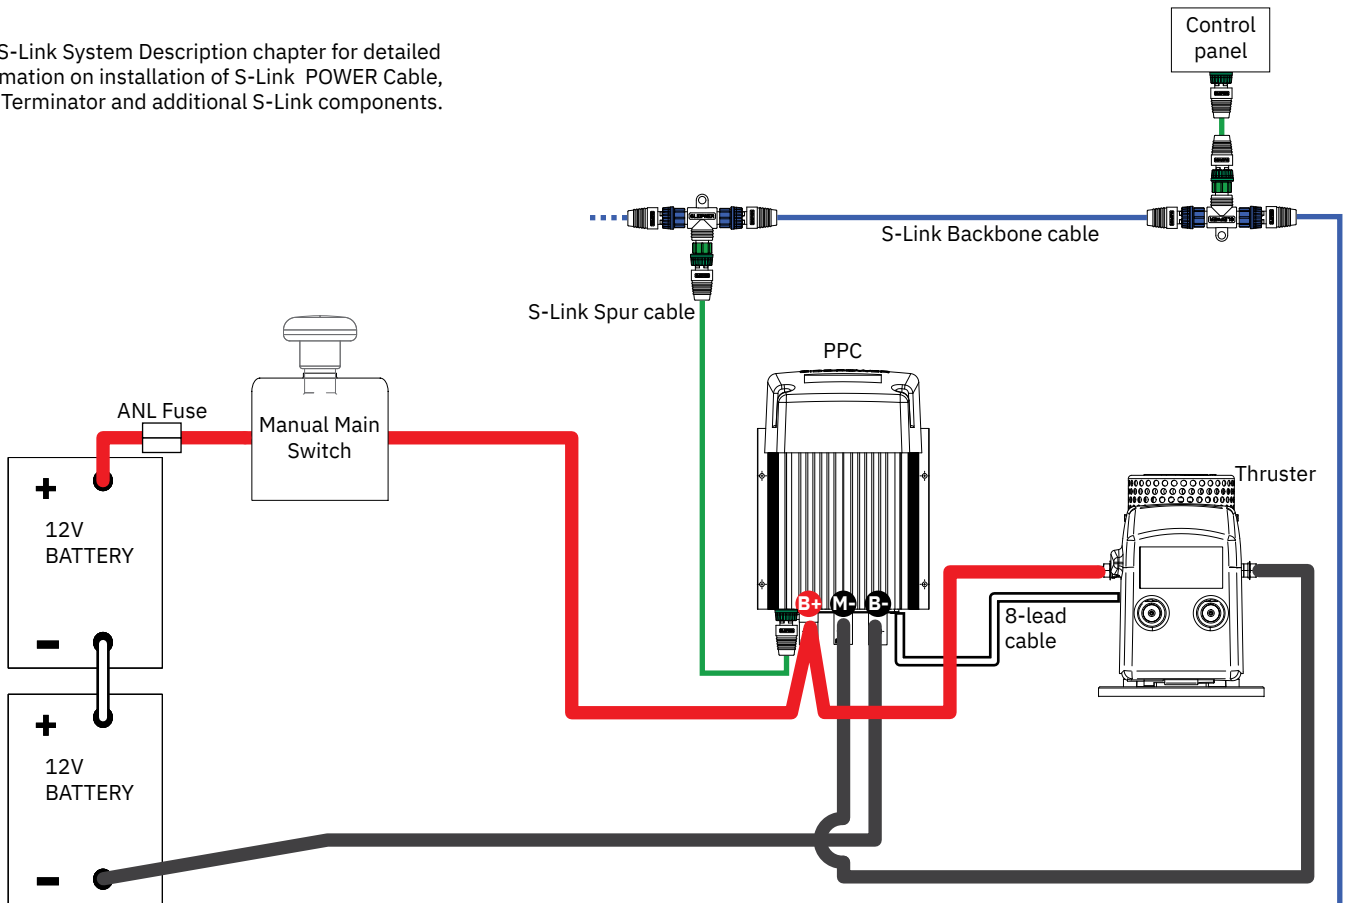 S-Link System Description chapter for detailed
mation on installation of S-Link POWER Cable,
Terminator and additional S-Link components.
Control
panel
S-Link Backbone cable
S-Link Spur cable
PPC
ANL Fuse
Manual Main
Switch
Thruster
+
12V
BATTERY
-
B+
M-
B-
8-lead
cable
+
12V
BATTERY
-